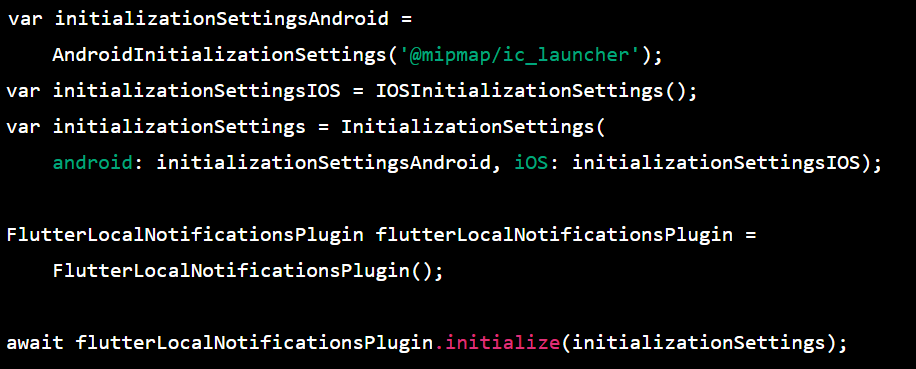 var initializationSettingsAndroid =
    AndroidInitializationSettings('@mipmap/ic_launcher');
var initializationSettingsIOS = IOSInitializationSettings();
var initializationSettings = InitializationSettings(
    android: initializationSettingsAndroid, iOS: initializationSettingsIOS);

FlutterLocalNotificationsPlugin flutterLocalNotificationsPlugin =
    FlutterLocalNotificationsPlugin();

await flutterLocalNotificationsPlugin.initialize(initializationSettings);